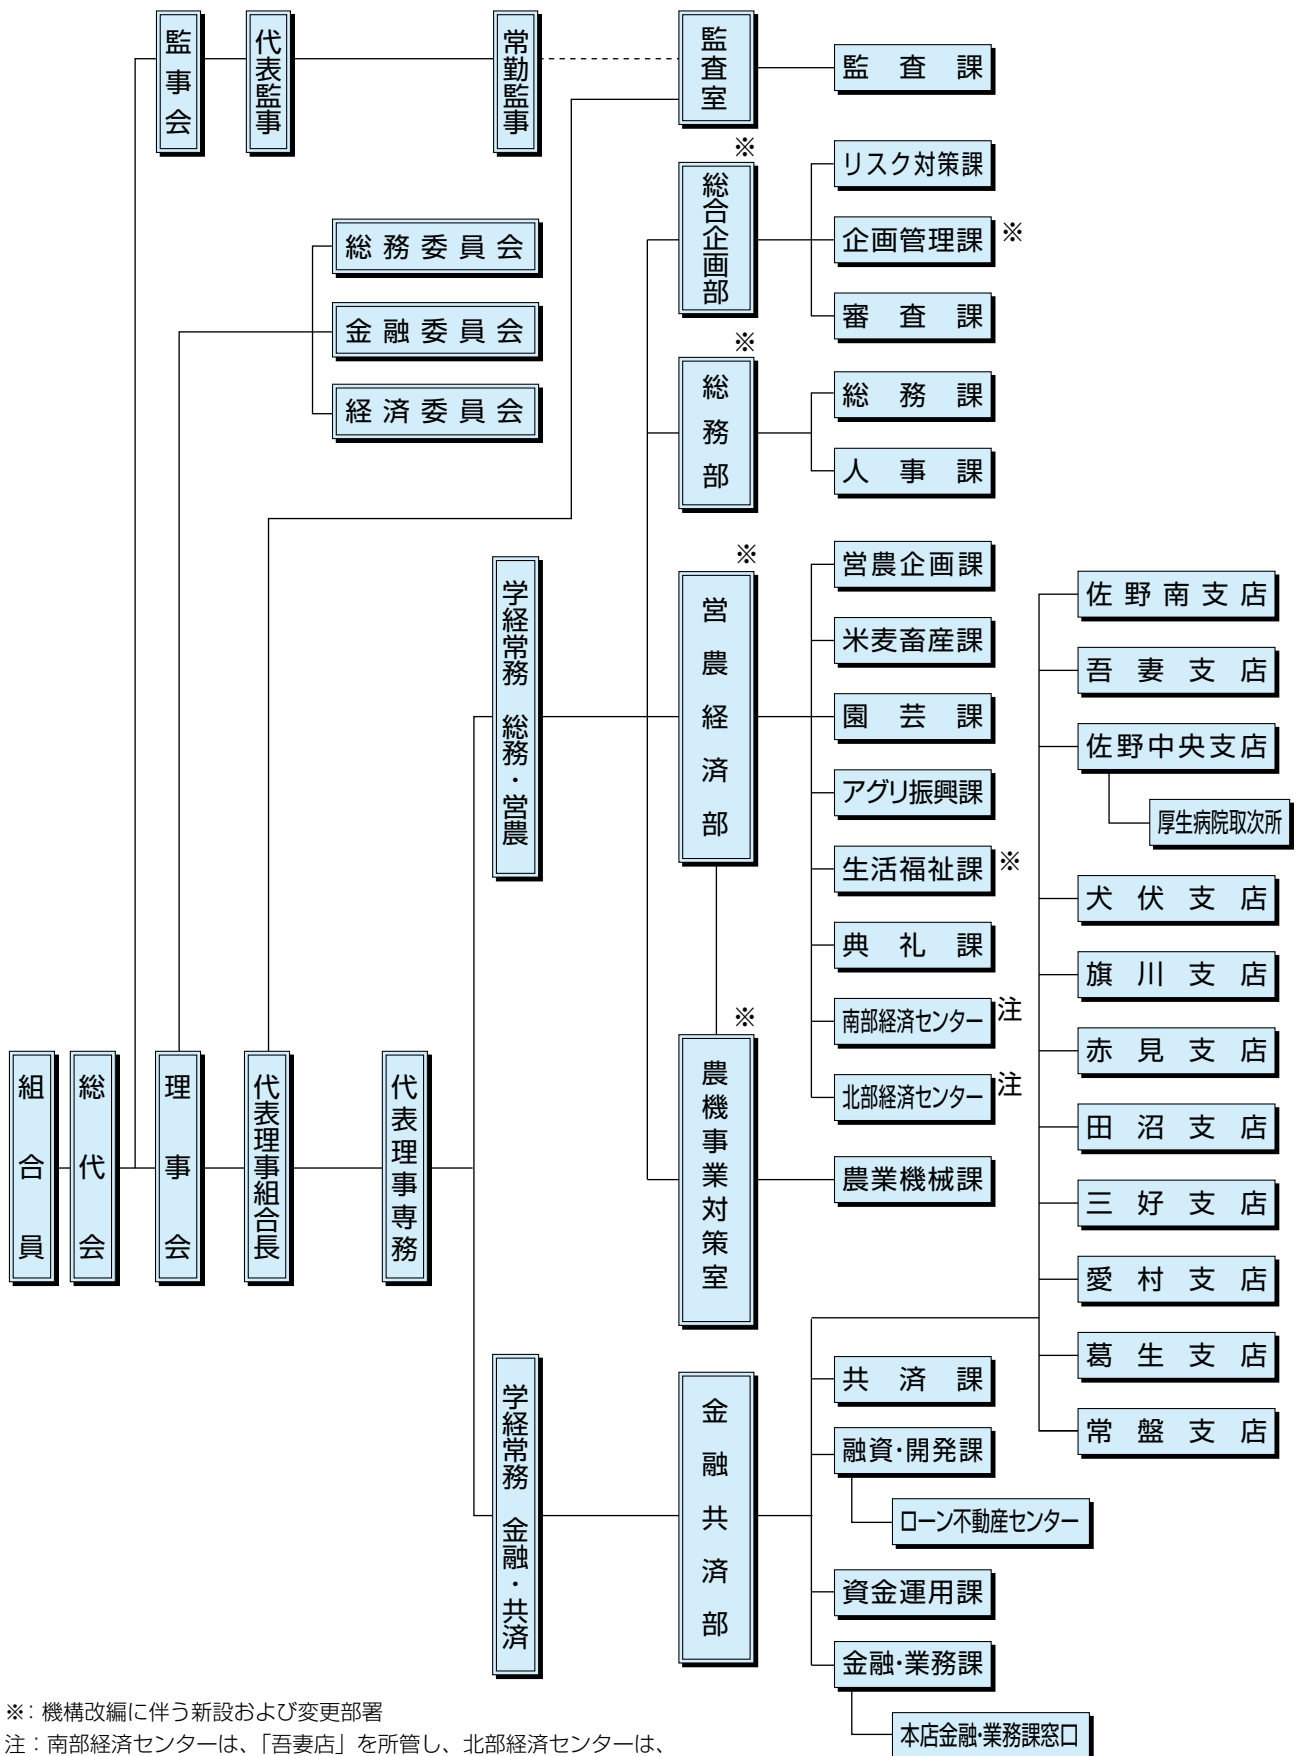 監事会
代表監事
常勤監事
監査室
監査課
※
総合企画部
リスク対策課
企画管理課 ※
審査課
総務委員会
金融委員会
経済委員会
※
総務部
総務課
人事課
学経常務 総務・営農
※
営農経済部
営農企画課
米麦畜産課
園芸課
アグリ振興課
生活福祉課 ※
典礼課
南部経済センター 注
北部経済センター 注
※
農機事業対策室
農業機械課
組合員
総代会
理事会
代表理事組合長
代表理事専務
学経常務 金融・共済
金融共済部
共済課
融資・開発課
ローン不動産センター
資金運用課
金融・業務課
本店金融・業務課窓口
佐野南支店
吾妻支店
佐野中央支店
厚生病院取次所
犬伏支店
旗川支店
赤見支店
田沼支店
三好支店
愛村支店
葛生支店
常盤支店
※：機構改編に伴う新設および変更部署
注：南部経済センターは、「吾妻店」を所管し、北部経済センターは、